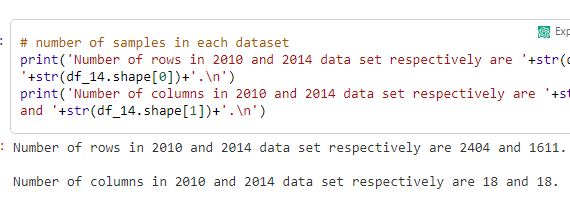 Exp
# number of samples in each dataset
print('Number of rows in 2010 and 2014 data set respectively are '+str(
'+str(df_14.shape[0])+'.\n')
print('Number of columns in 2010 and 2014 data set respectively are '+st
and '+str(df_14.shape[1])+'.\n')
: Number of rows in 2010 and 2014 data set respectively are 2404 and 1611.
Number of columns in 2010 and 2014 data set respectively are 18 and 18.